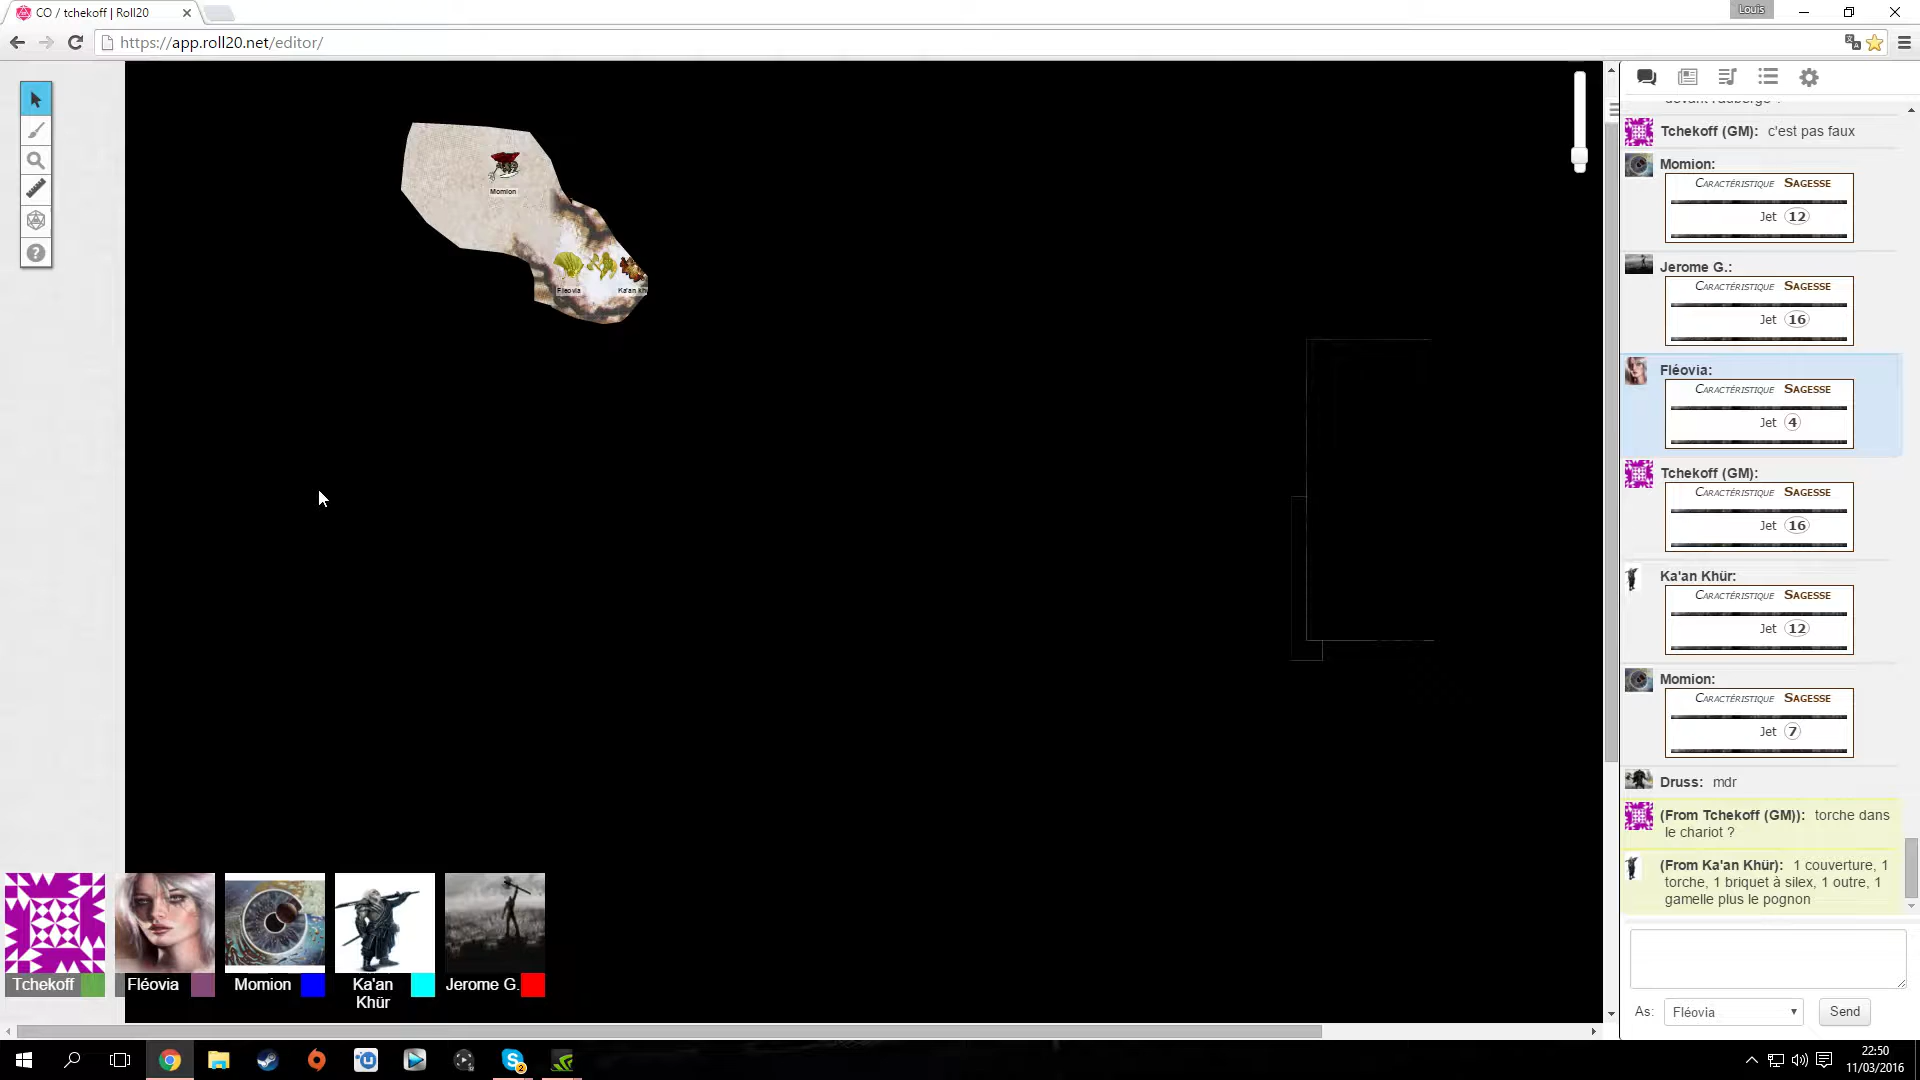 CO / tchekoff | Roll20
Louis
https://app.roll20.net/editor/
Momion
Fleovia
Tchekoff (GM): c'est pas faux
Momion:
Caractéristique Sagesse
Jet 12
Jerome G.:
Caractéristique Sagesse
Jet 16
Fléovia:
Caractéristique Sagesse
Jet 4
Tchekoff (GM):
Caractéristique Sagesse
Jet 16
Ka'an Khür:
Caractéristique Sagesse
Jet 12
Momion:
Caractéristique Sagesse
Jet 7
Druss: mdr
(From Tchekoff (GM)): torche dans
le chariot ?
(From Ka'an Khür): 1 couverture, 1
torche, 1 briquet à silex, 1 outre, 1
gamelle plus le pognon
As: Fléovia Send
Tchekoff
Fléovia
Momion
Ka'an
Khür
Jerome G.
2
22:50
11/03/2016